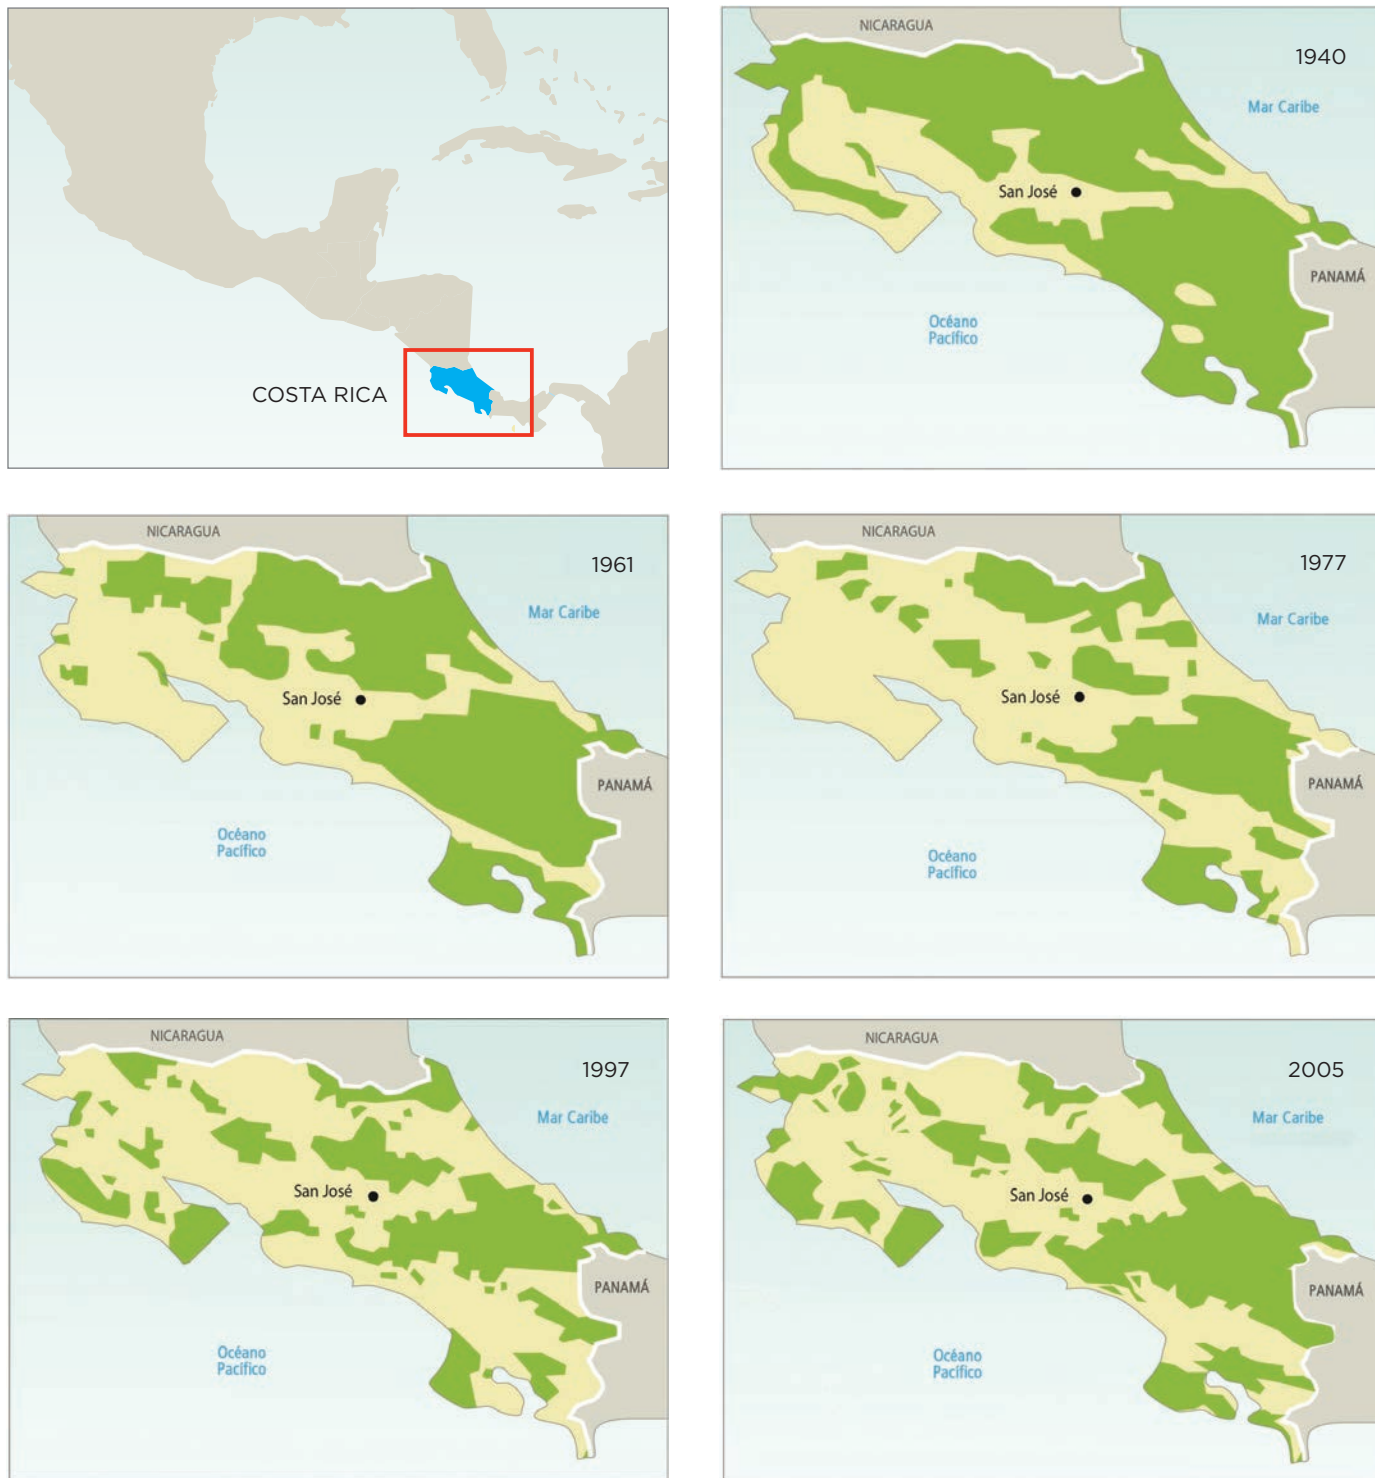 COSTA RICA
NICARAGUA
1940
Mar Caribe
San José
PANAMÁ
Océano
Pacífico
NICARAGUA
1961
Mar Caribe
San José
PANAMÁ
Océano
Pacífico
NICARAGUA
1977
Mar Caribe
San José
PANAMÁ
Océano
Pacífico
NICARAGUA
1997
Mar Caribe
San José
PANAMÁ
Océano
Pacífico
NICARAGUA
2005
Mar Caribe
San José
PANAMÁ
Océano
Pacífico